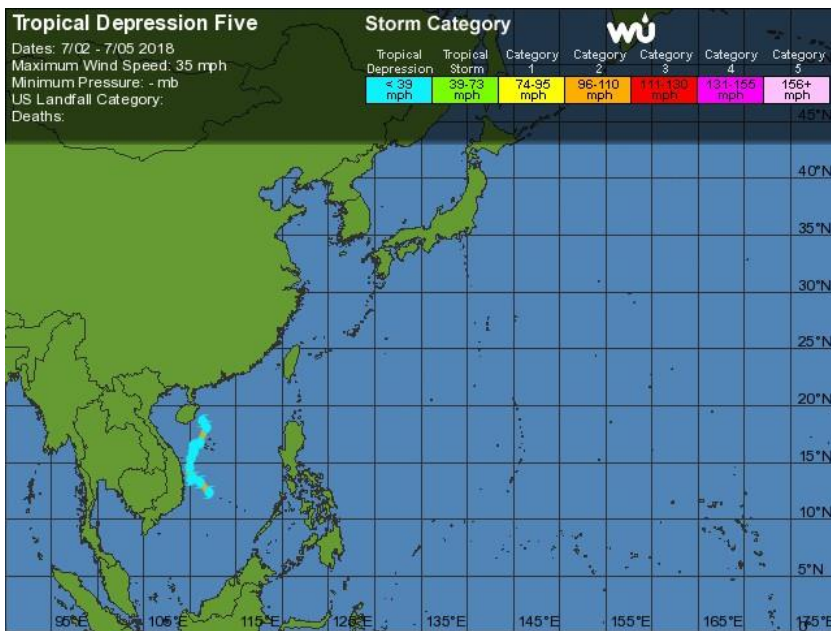 Tropical Depression Five
Dates: 7/02 - 7/05 2018
Maximum Wind Speed: 35 mph
Minimum Pressure: - mb
US Landfall Category:
Deaths:
Storm Category
wu
Tropical Depression
< 39 mph
Tropical Storm
39-73 mph
Category 1
74-95 mph
Category 2
96-110 mph
Category 3
111-130 mph
Category 4
131-155 mph
Category 5
156+ mph
45°N
40°N
35°N
30°N
25°N
20°N
15°N
10°N
5°N
0°
95°E
105°E
115°E
125°E
135°E
145°E
155°E
165°E
175°E